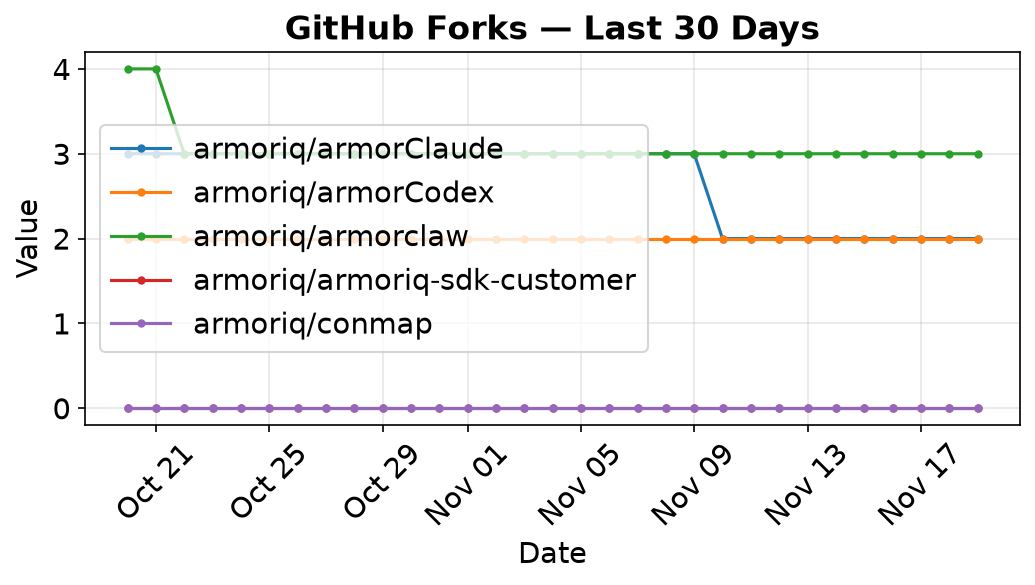 GitHub Forks — Last 30 Days
Value
4
3
2
1
0
armoriq/armorClaude
armoriq/armorCodex
armoriq/armorclaw
armoriq/armoriq-sdk-customer
armoriq/conmap
Oct 21
Oct 25
Oct 29
Nov 01
Nov 05
Nov 09
Nov 13
Nov 17
Date